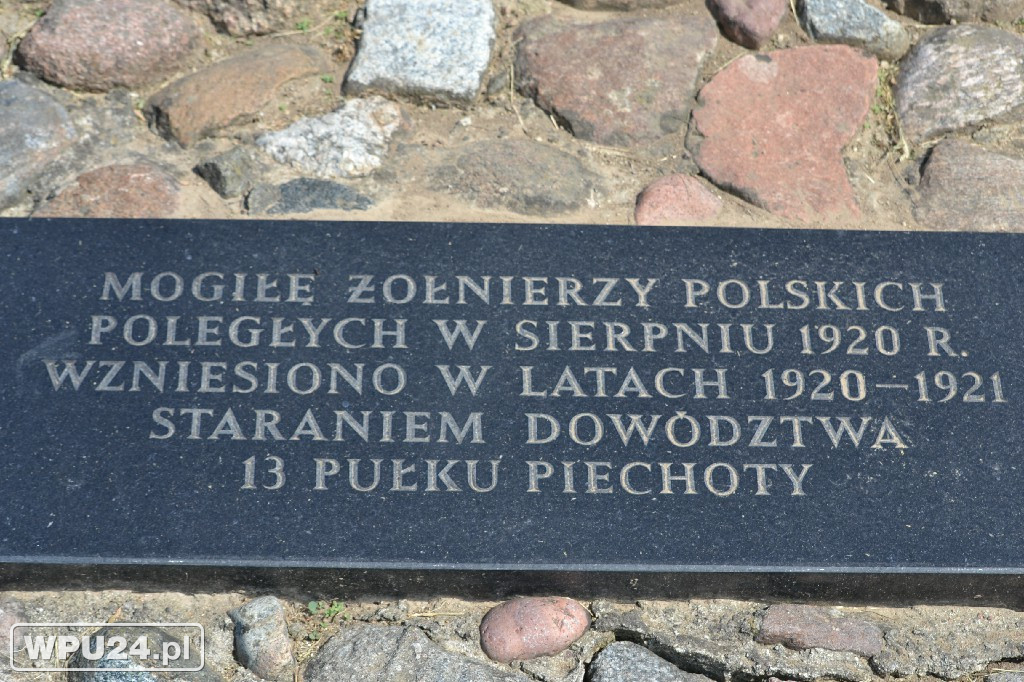 MOGIŁĘ ŻOŁNIERZY POLSKICH
POLEGŁYCH W SIERPNIU 1920 R.
WZNIESIONO W LATACH 1920–1921
STARANIEM DOWÓDZTWA
13 PUŁKU PIECHOTY
WPU24.pl